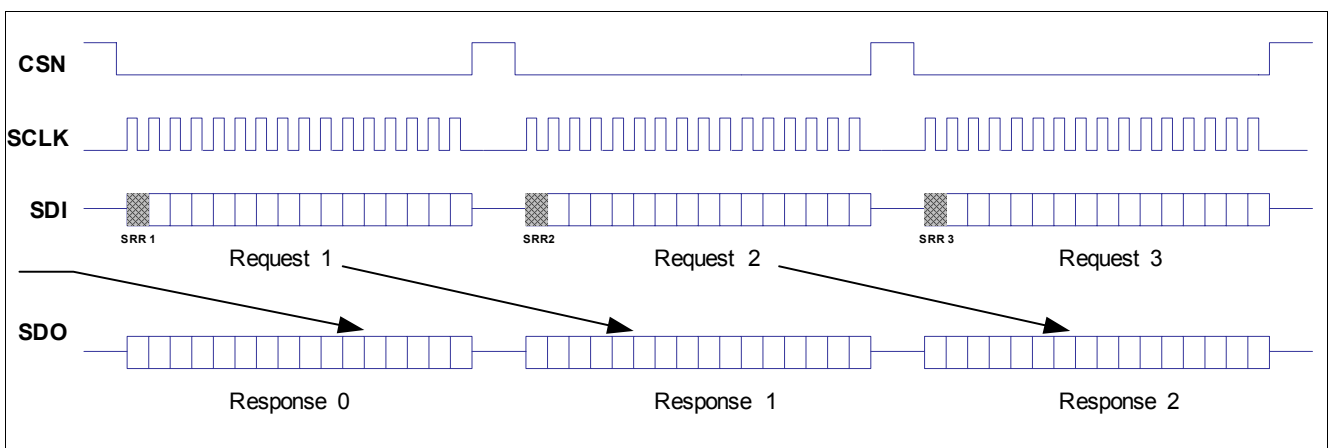 CSN
SCLK
SDI
SRR 1
SRR2
SRR 3
Request 1
Request 2
Request 3
SDO
Response 0
Response 1
Response 2